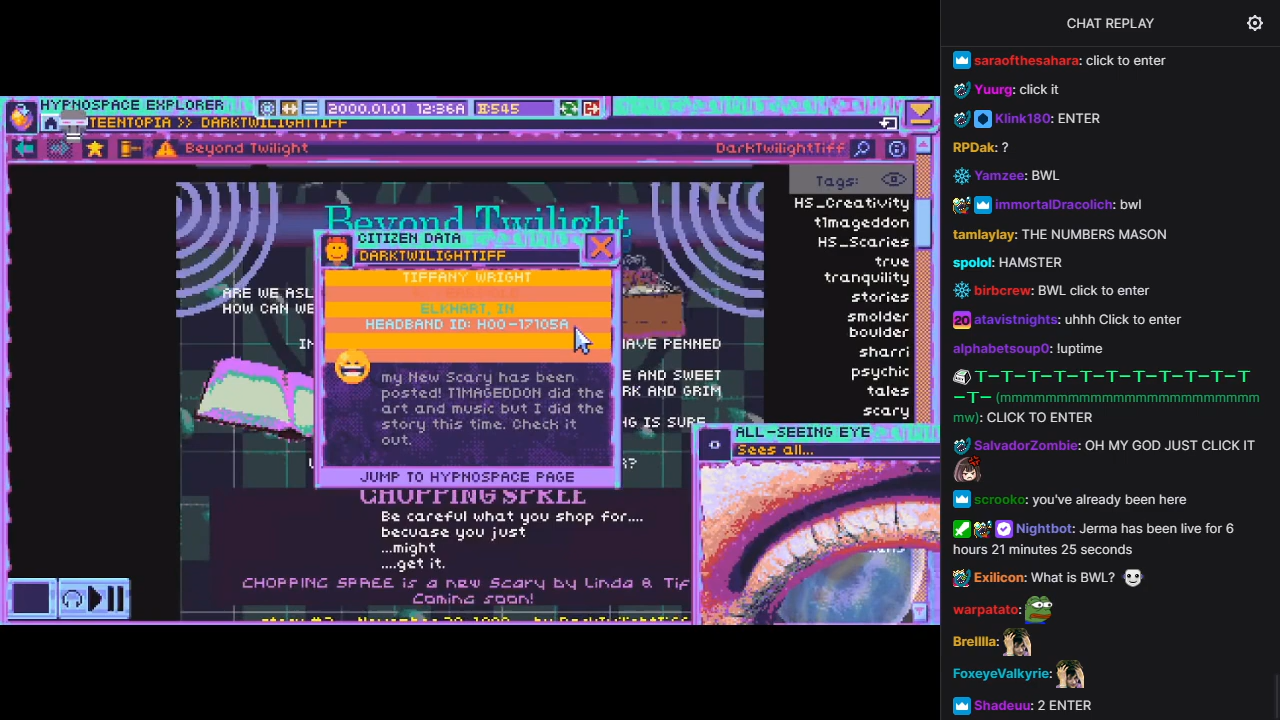 HYPNOSPACE EXPLORER
2000.01.01 12:36A
545
TEENTOPIA >> DARKTWILIGHTTIFF
Beyond Twilight
DarkTwilightTiff
Tags:
HS_Creativity
t1mageddon
HS_Scaries
true
tranquility
stories
smolder
boulder
sharri
psychic
tales
scary
Beyond Twilight
CITIZEN DATA
DARKTWILIGHTTIFF
TIFFANY WRIGHT
ELKHART, IN
HEADBAND ID: H00-17105A
my New Scary has been
posted! T1MAGEDDON did the
art and music but I did the
story this time. Check it
out.
JUMP TO HYPNOSPACE PAGE
ARE WE ASL
HOW CAN WE
IN
HAVE PENNED
E AND SWEET
RK AND GRIM
NG IS SURE
?
ALL-SEEING EYE
Sees all...
CHOPPING SPREE
Be careful what you shop for....
becvase you just
...might
....get it.
CHOPPING SPREE is a new Scary by Linda & Tif
Coming soon!
CHAT REPLAY
saraofthesahara: click to enter
Yuurg: click it
Klink180: ENTER
RPDak: ?
Yamzee: BWL
immortalDracolich: bwl
tamlaylay: THE NUMBERS MASON
spolol: HAMSTER
birbcrew: BWL click to enter
20 atavistnights: uhhh Click to enter
alphabetsoup0: !uptime
CLICK TO ENTER
SalvadorZombie: OH MY GOD JUST CLICK IT
scrooko: you've already been here
Nightbot: Jerma has been live for 6
hours 21 minutes 25 seconds
Exilicon: What is BWL?
warpatato:
Brelllla:
FoxeyeValkyrie:
Shadeuu: 2 ENTER